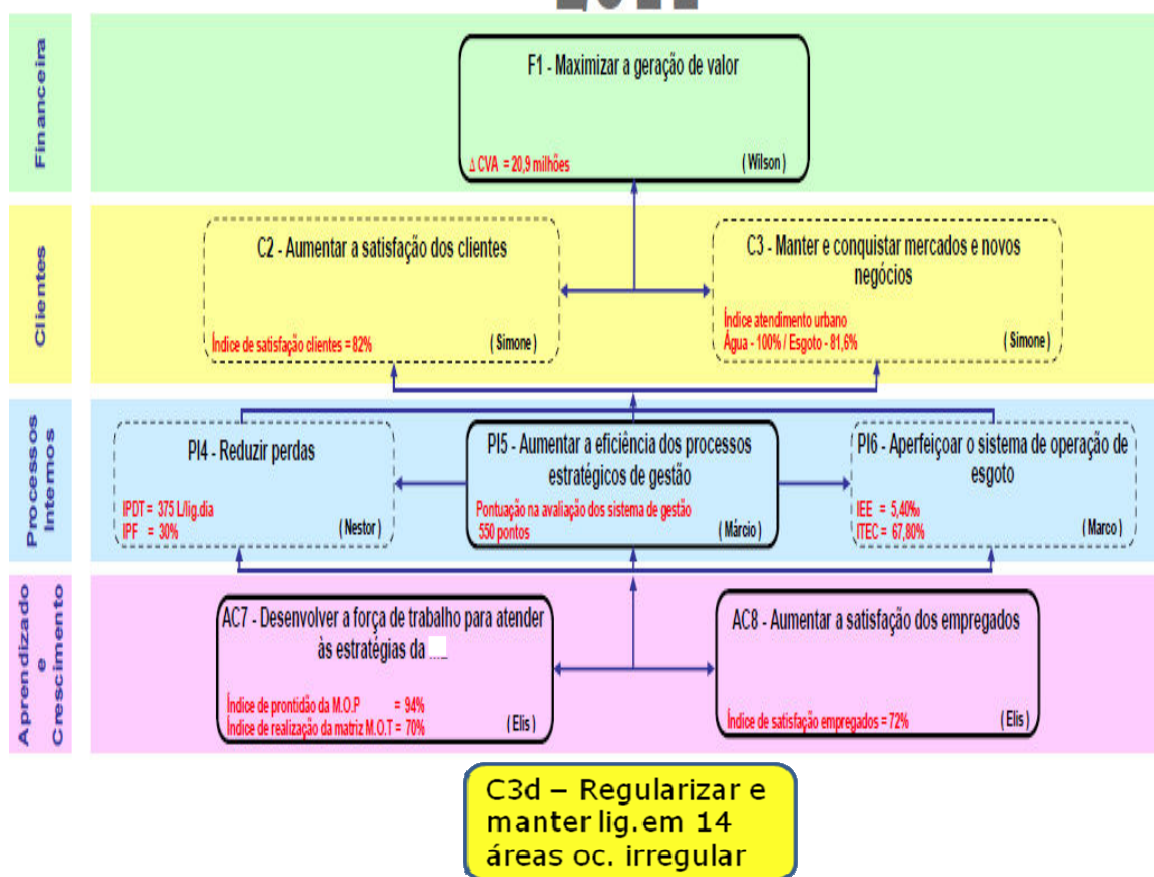 Financeira
F1 - Maximizar a geração de valor
Δ CVA = 20,9 milhões
( Wilson )
Clientes
C2 - Aumentar a satisfação dos clientes
Índice de satisfação clientes = 82%
( Simone )
C3 - Manter e conquistar mercados e novos
negócios
Índice atendimento urbano
Água - 100% / Esgoto - 81,6%
( Simone )
Processos
Internos
PI4 - Reduzir perdas
IPDT = 375 L/lig.dia
IPF = 30%
( Nestor )
PI5 - Aumentar a eficiência dos processos
estratégicos de gestão
Pontuação na avaliação dos sistema de gestão
550 pontos
( Márcio )
PI6 - Aperfeiçoar o sistema de operação de
esgoto
IEE = 5,40‰
ITEC = 67,80%
( Marco )
Aprendizado
e
Crescimento
AC7 - Desenvolver a força de trabalho para atender
às estratégias da
Índice de prontidão da M.O.P = 94%
Índice de realização da matriz M.O.T = 70%
( Elis )
AC8 - Aumentar a satisfação dos empregados
Índice de satisfação empregados = 72%
( Elis )
C3d – Regularizar e
manter lig.em 14
áreas oc. irregular